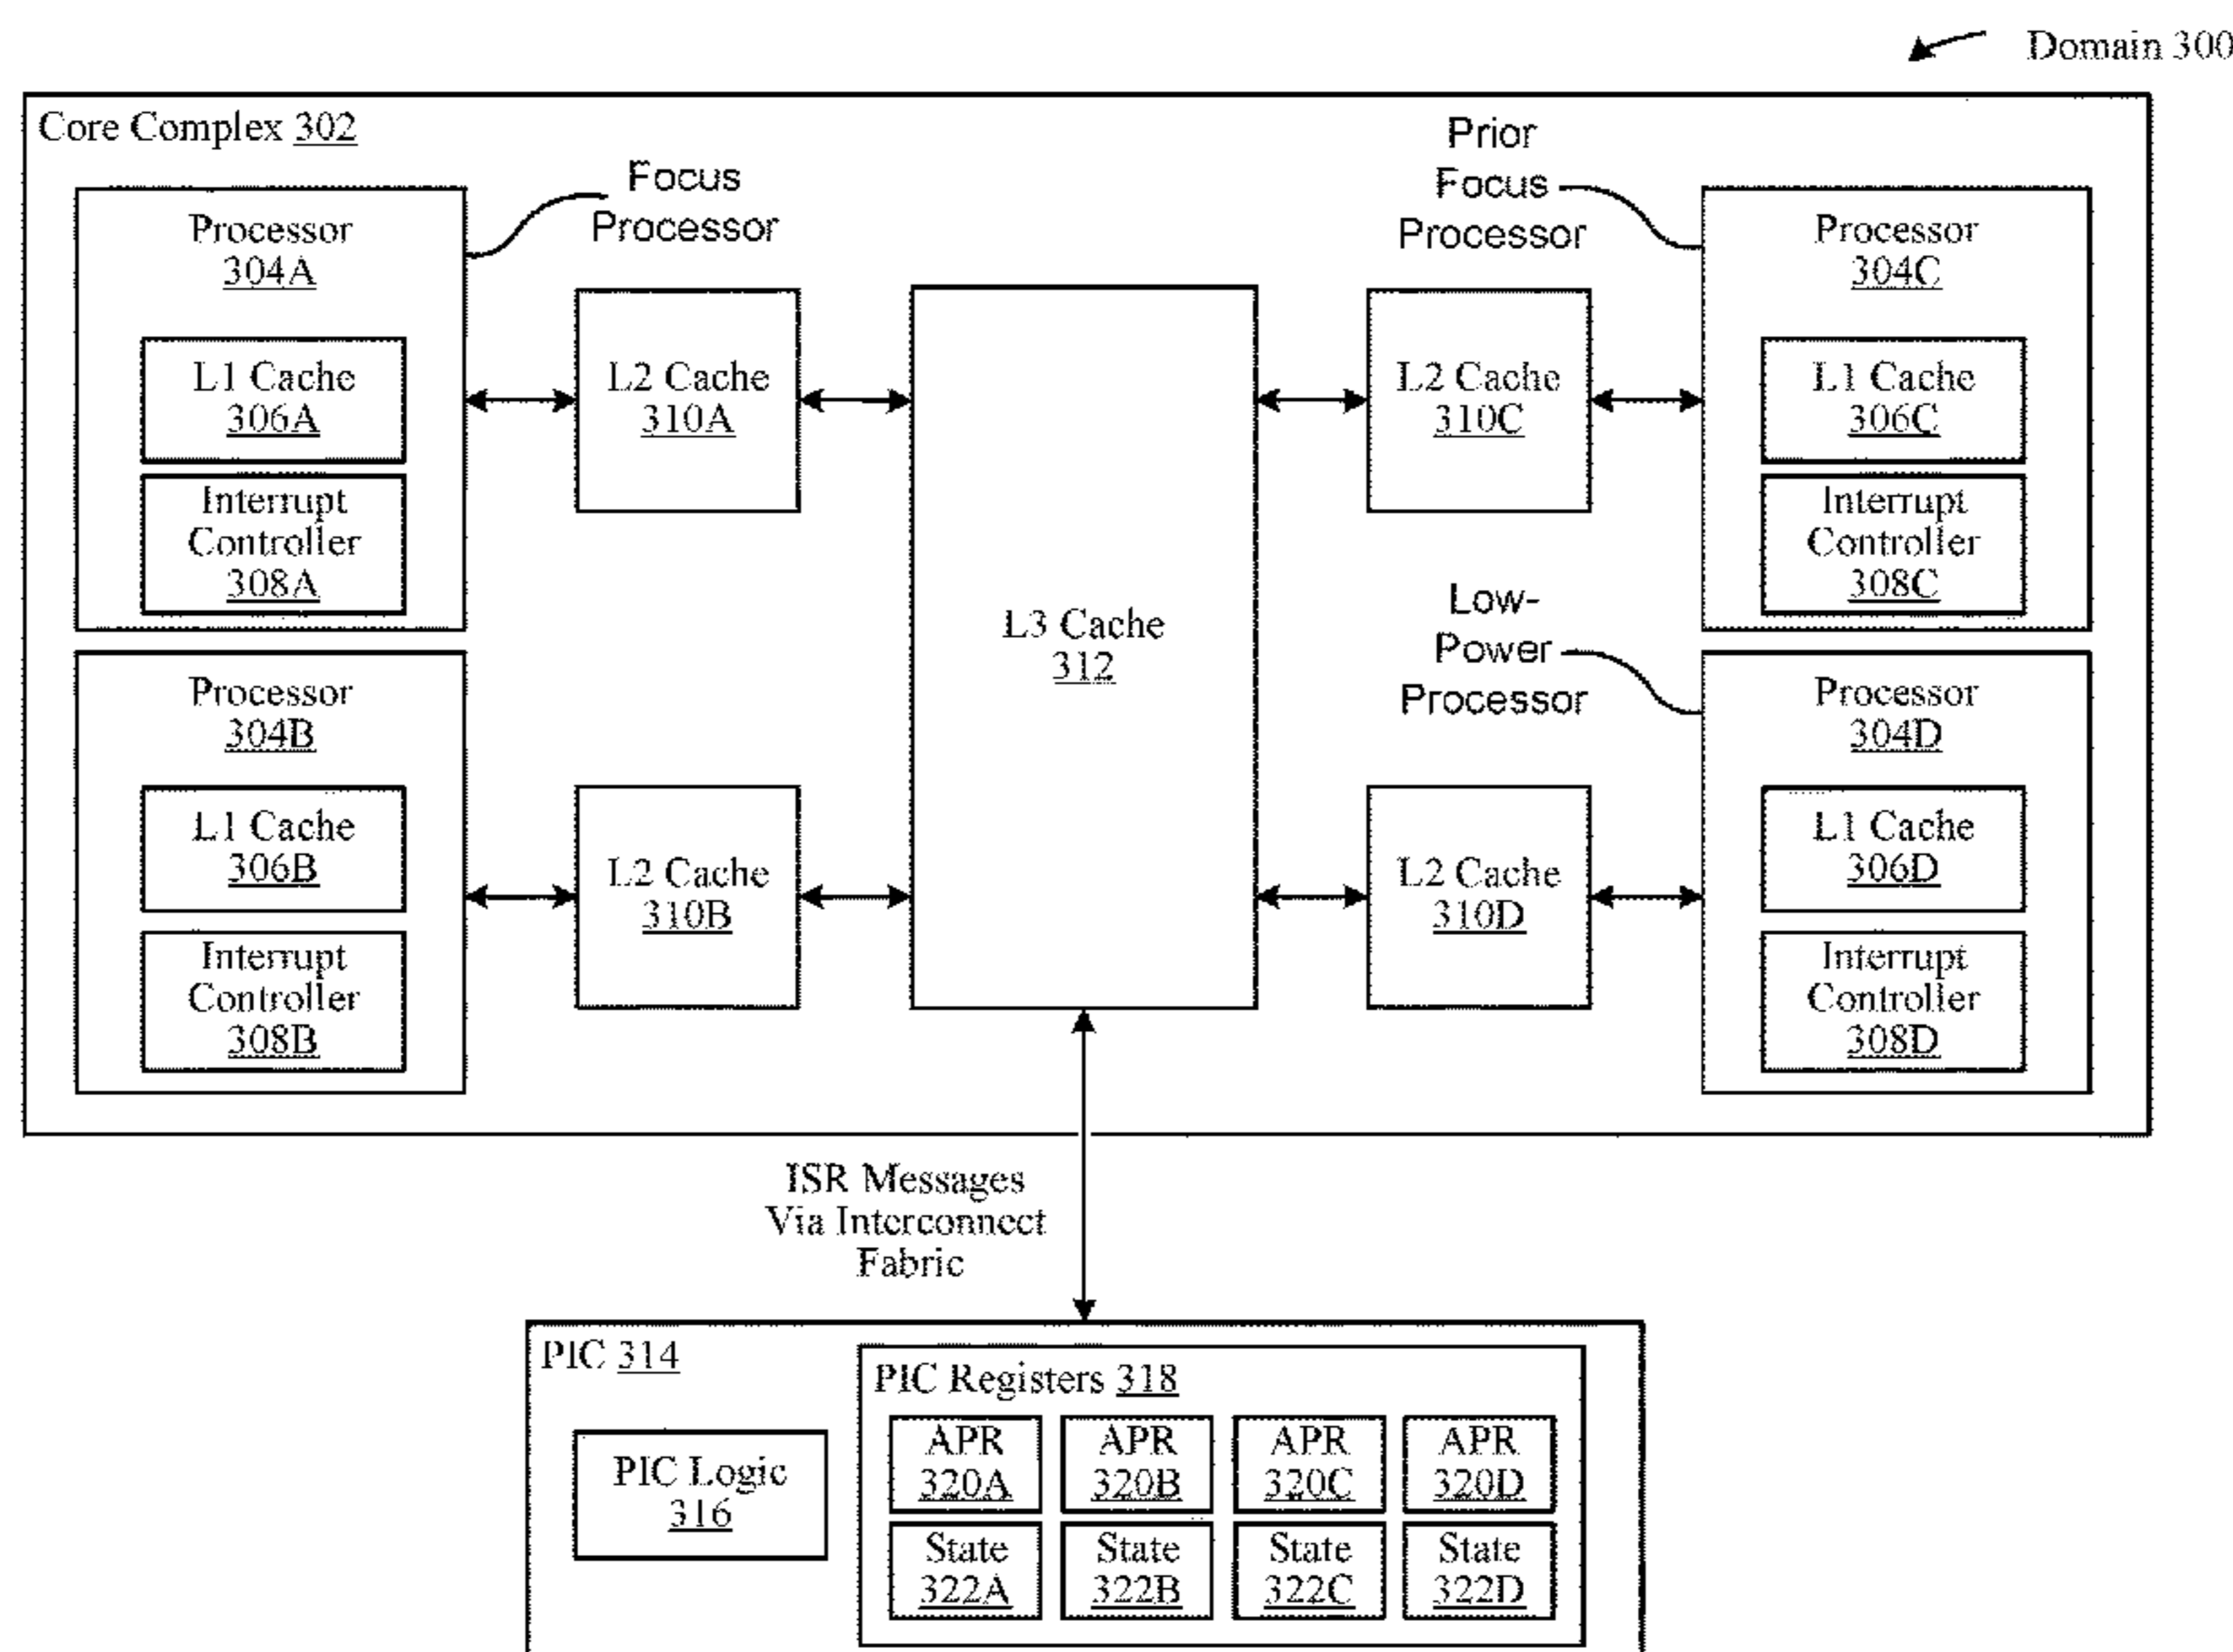 Domain 300
Core Complex 302
Focus
Processor
Prior
Focus
Processor
Processor
304A
L1 Cache
306A
Interrupt
Controller
308A
L2 Cache
310A
L3 Cache
312
L2 Cache
310C
Processor
304C
L1 Cache
306C
Interrupt
Controller
308C
Low-
Power
Processor
Processor
304B
L1 Cache
306B
Interrupt
Controller
308B
L2 Cache
310B
L2 Cache
310D
Processor
304D
L1 Cache
306D
Interrupt
Controller
308D
ISR Messages
Via Interconnect
Fabric
PIC 314
PIC Logic
316
PIC Registers 318
APR
320A
APR
320B
APR
320C
APR
320D
State
322A
State
322B
State
322C
State
322D